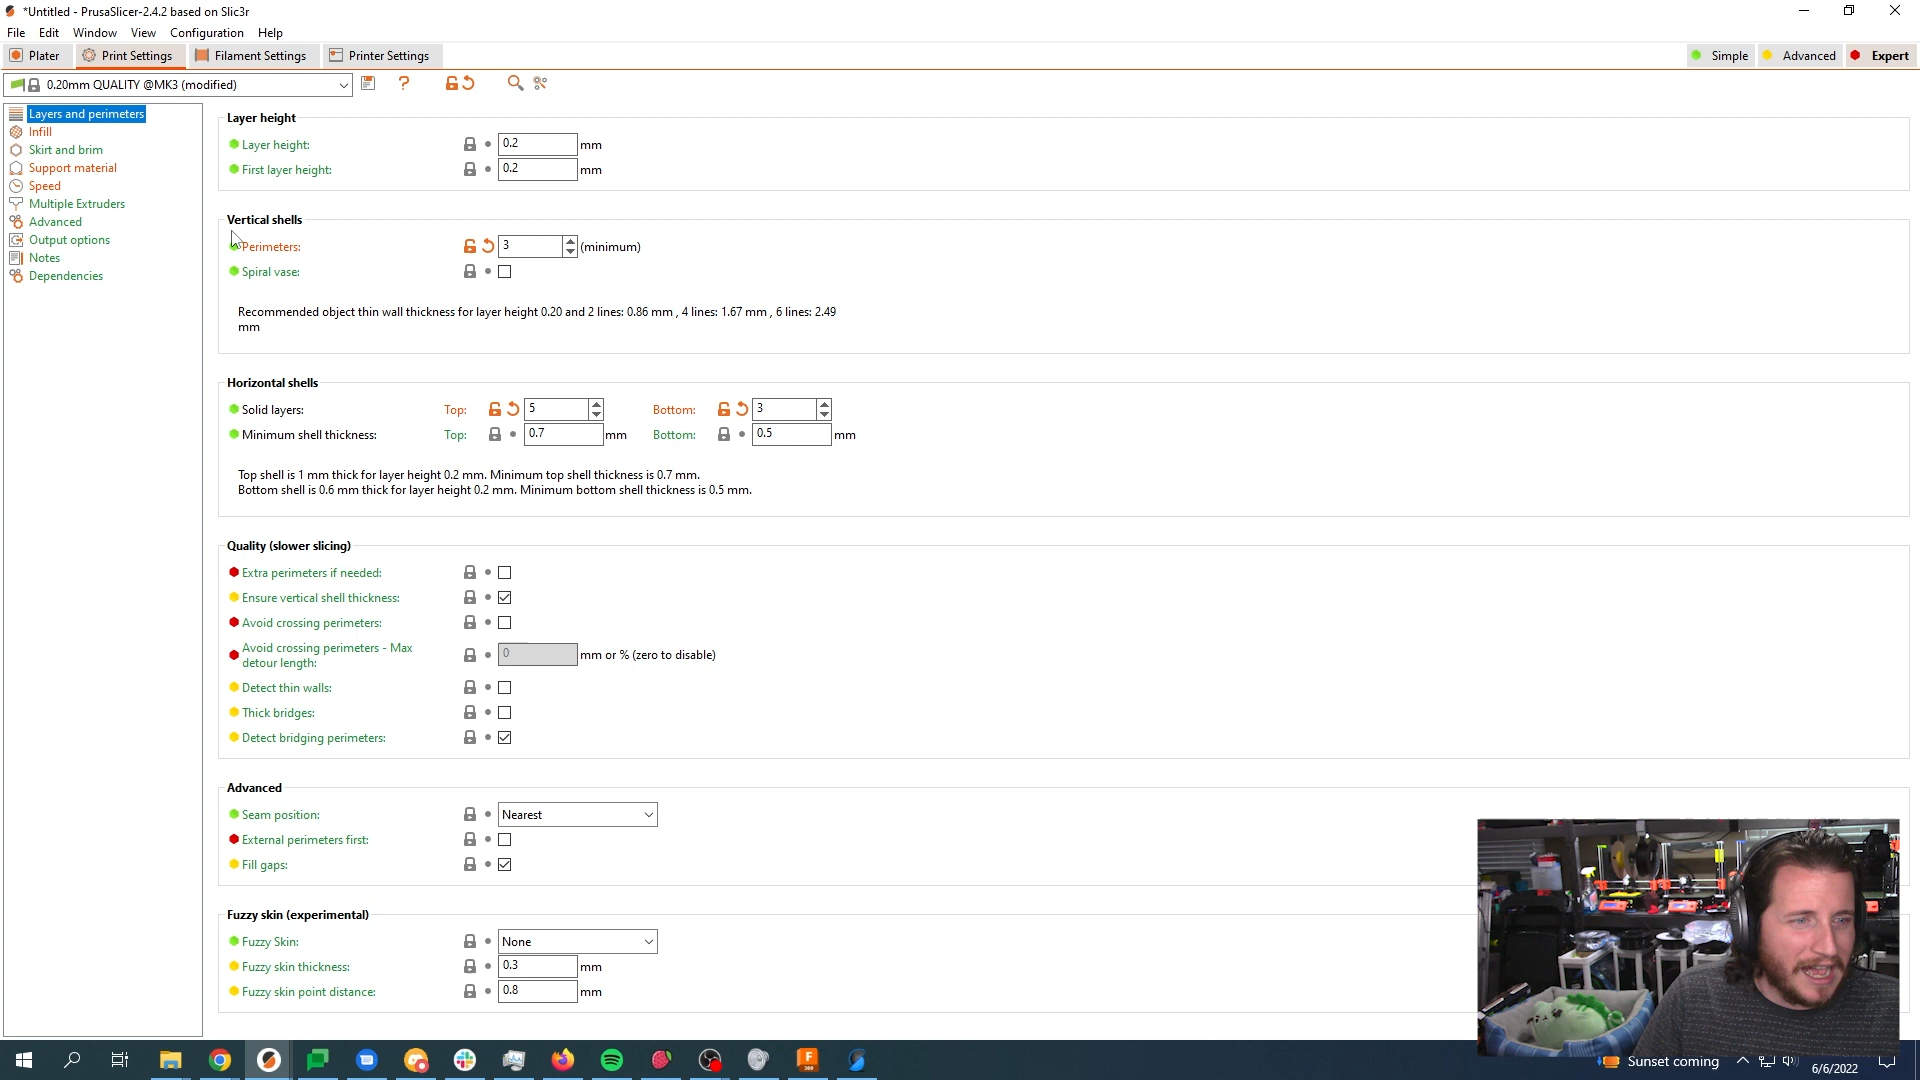 *Untitled - PrusaSlicer-2.4.2 based on Slic3r
File Edit Window View Configuration Help
Plater Print Settings Filament Settings Printer Settings Simple Advanced Expert
0.20mm QUALITY @MK3 (modified) ?
Layers and perimeters
Infill
Skirt and brim
Support material
Speed
Multiple Extruders
Advanced
Output options
Notes
Dependencies
Layer height
Layer height: 0.2 mm
First layer height: 0.2 mm
Vertical shells
Perimeters: 3 (minimum)
Spiral vase:
Recommended object thin wall thickness for layer height 0.20 and 2 lines: 0.86 mm , 4 lines: 1.67 mm , 6 lines: 2.49
mm
Horizontal shells
Solid layers: Top: 5 Bottom: 3
Minimum shell thickness: Top: 0.7 mm Bottom: 0.5 mm
Top shell is 1 mm thick for layer height 0.2 mm. Minimum top shell thickness is 0.7 mm.
Bottom shell is 0.6 mm thick for layer height 0.2 mm. Minimum bottom shell thickness is 0.5 mm.
Quality (slower slicing)
Extra perimeters if needed:
Ensure vertical shell thickness:
Avoid crossing perimeters:
Avoid crossing perimeters - Max
detour length: 0 mm or % (zero to disable)
Detect thin walls:
Thick bridges:
Detect bridging perimeters:
Advanced
Seam position: Nearest
External perimeters first:
Fill gaps:
Fuzzy skin (experimental)
Fuzzy Skin: None
Fuzzy skin thickness: 0.3 mm
Fuzzy skin point distance: 0.8 mm
Sunset coming
6/6/2022